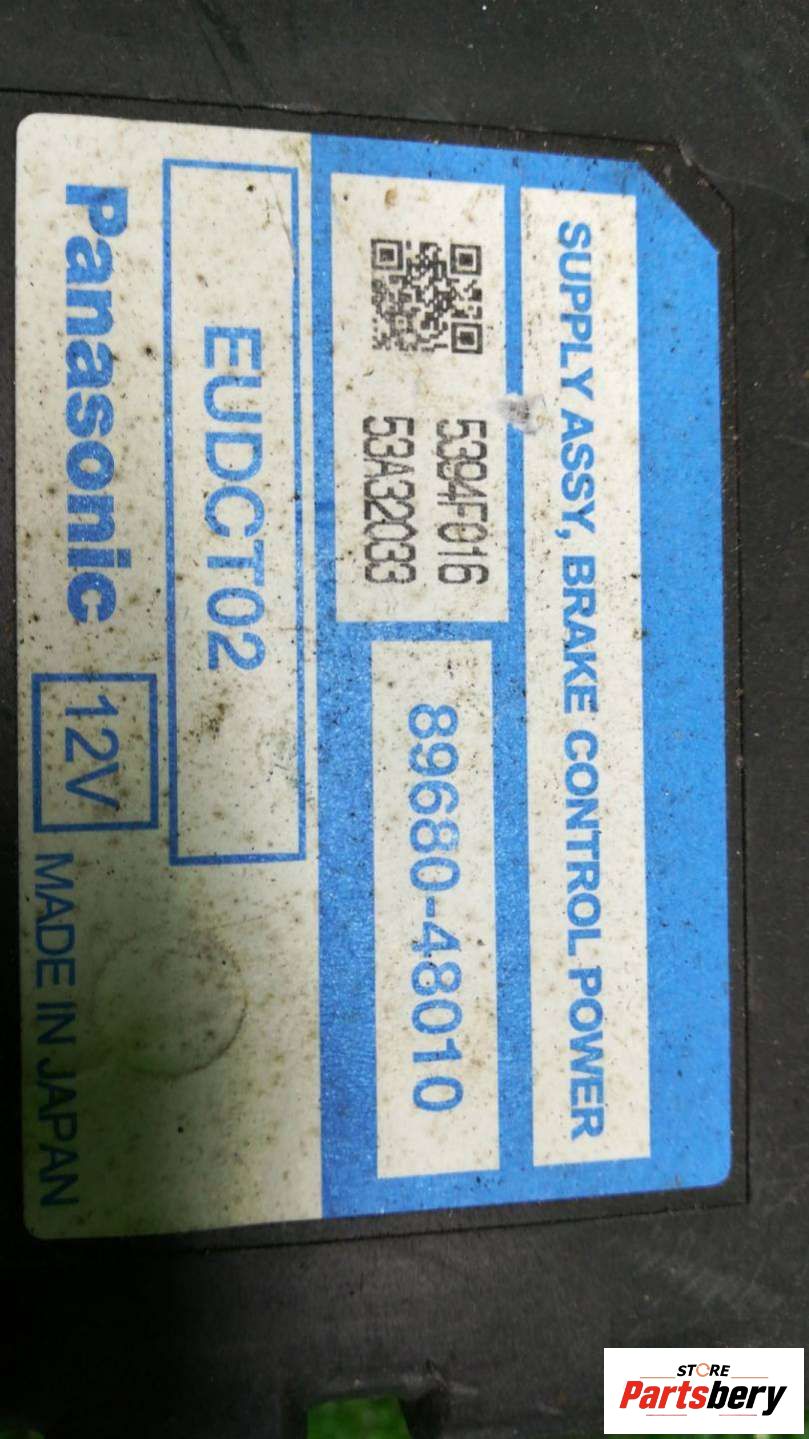 SUPPLY ASSY, BRAKE CONTROL POWER
5394F016
53A32033
89680-48010
EUDCT02
Panasonic 12V MADE IN JAPAN
STORE
Partsbery